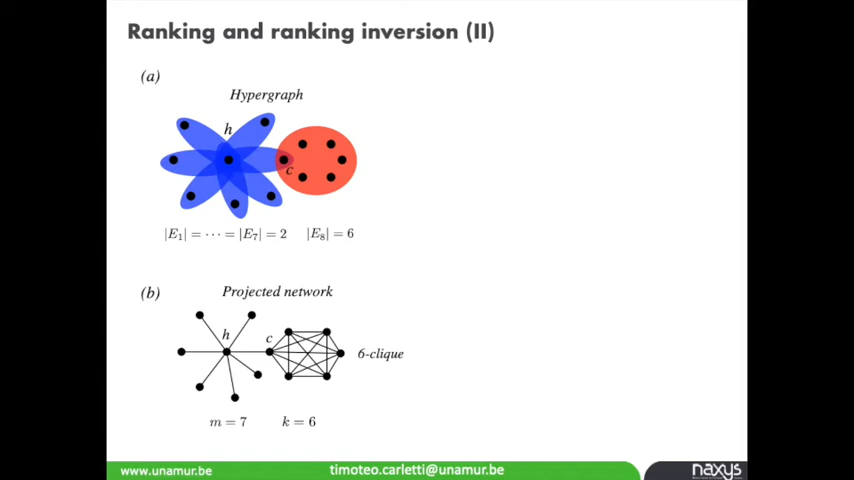 Ranking and ranking inversion (II)
(a)
Hypergraph
h
c
|E₁| = ⋯ = |E₇| = 2 |E₈| = 6
(b)
Projected network
h
c
6-clique
m = 7 k = 6
www.unamur.be timoteo.carletti@unamur.be naxys